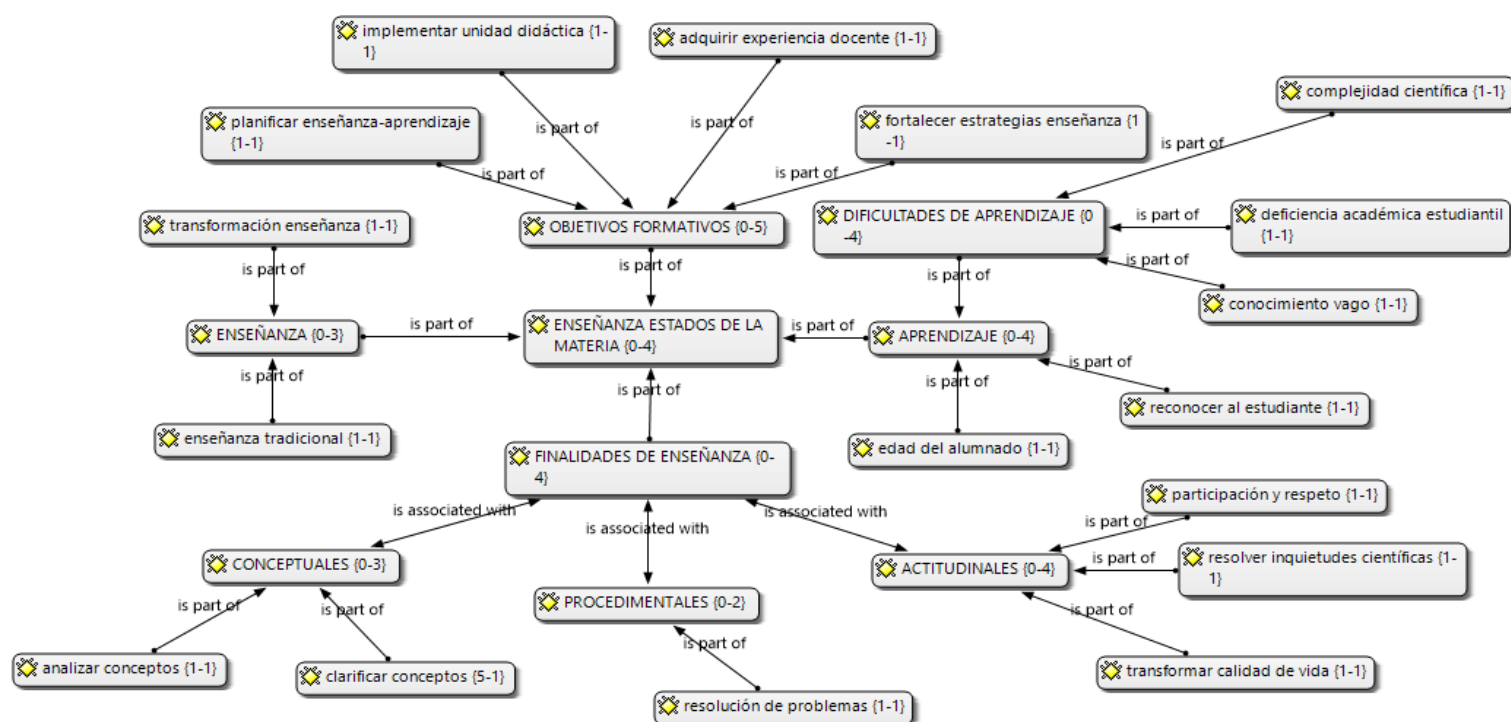 implementar unidad didáctica {1-
1}
adquirir experiencia docente {1-1}
complejidad científica {1-1}
planificar enseñanza-aprendizaje
{1-1}
is part of
is part of
fortalecer estrategias enseñanza {1
-1}
is part of
is part of
is part of
transformación enseñanza {1-1}
OBJETIVOS FORMATIVOS {0-5}
DIFICULTADES DE APRENDIZAJE {0
-4}
is part of
deficiencia académica estudiantil
{1-1}
is part of
is part of
is part of
is part of
conocimiento vago {1-1}
ENSEÑANZA {0-3}
is part of
ENSEÑANZA ESTADOS DE LA
MATERIA {0-4}
is part of
APRENDIZAJE {0-4}
is part of
is part of
is part of
is part of
reconocer al estudiante {1-1}
enseñanza tradicional {1-1}
FINALIDADES DE ENSEÑANZA {0-
4}
edad del alumnado {1-1}
is associated with
is associated with
is associated with
participación y respeto {1-1}
is part of
CONCEPTUALES {0-3}
ACTITUDINALES {0-4}
is part of
resolver inquietudes científicas {1-
1}
PROCEDIMENTALES {0-2}
is part of
is part of
is part of
is part of
analizar conceptos {1-1}
clarificar conceptos {5-1}
transformar calidad de vida {1-1}
resolución de problemas {1-1}